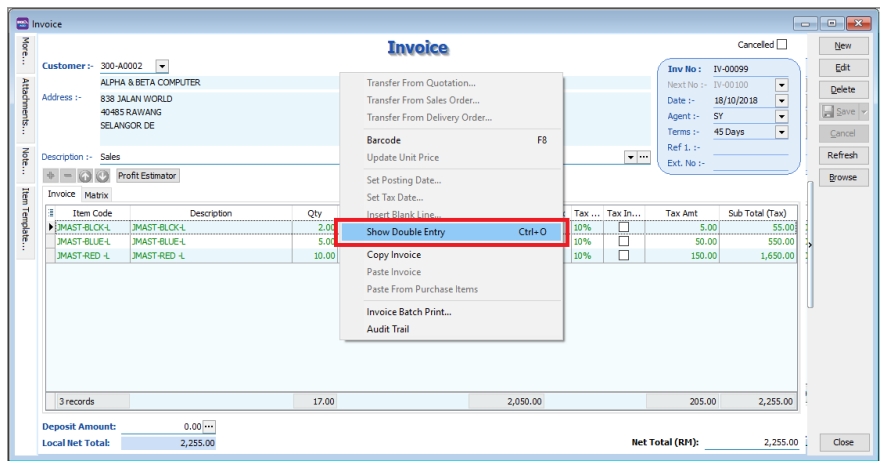 Invoice
Invoice
Cancelled
New
Edit
Delete
Save
Cancel
Refresh
Browse
More...
Attachments...
Note...
Item Template...
Customer :- 300-A0002
ALPHA & BETA COMPUTER
Address :- 838 JALAN WORLD
40485 RAWANG
SELANGOR DE
Description :- Sales
Inv No : IV-00099
Next No :- IV-00100
Date :- 18/10/2018
Agent :- SY
Terms :- 45 Days
Ref 1. :-
Ext. No :-
Profit Estimator
Invoice Matrix
Transfer From Quotation...
Transfer From Sales Order...
Transfer From Delivery Order...
Barcode F8
Update Unit Price
Set Posting Date...
Set Tax Date...
Insert Blank Line...
Show Double Entry Ctrl+O
Copy Invoice
Paste Invoice
Paste From Purchase Items
Invoice Batch Print...
Audit Trail
Item Code Description Qty Tax ... Tax In... Tax Amt Sub Total (Tax)
JMAST-BLCK-L JMAST-BLCK-L 2.00 10% 5.00 55.00
JMAST-BLUE-L JMAST-BLUE-L 5.00 10% 50.00 550.00
JMAST-RED -L JMAST-RED -L 10.00 10% 150.00 1,650.00
3 records 17.00 2,050.00 205.00 2,255.00
Deposit Amount: 0.00
Local Net Total: 2,255.00
Net Total (RM): 2,255.00
Close